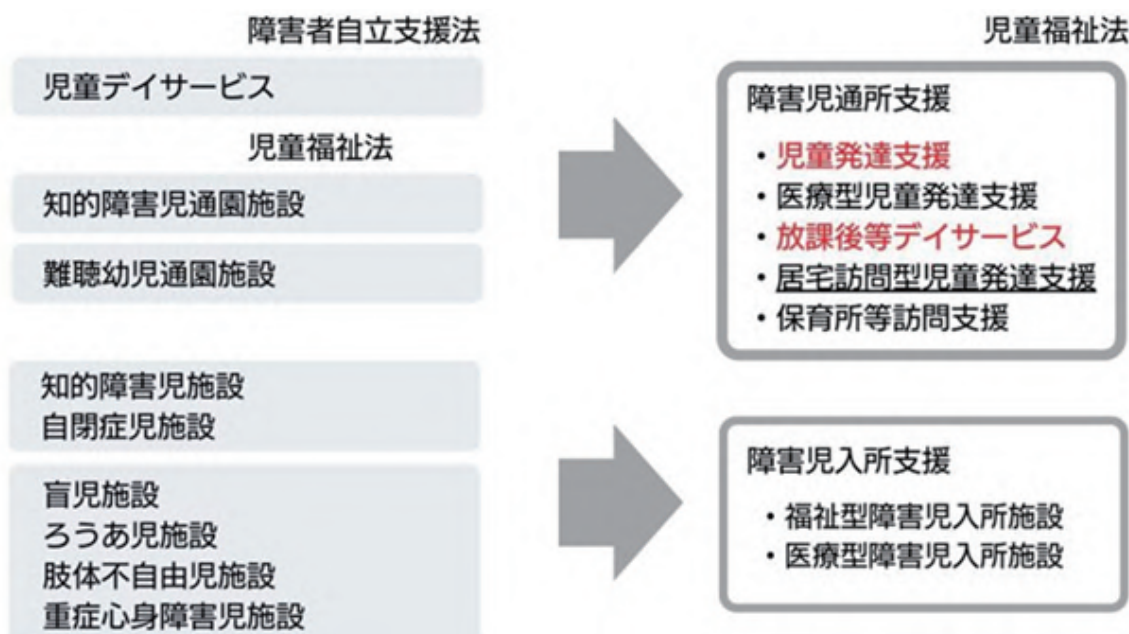 障害者自立支援法
児童デイサービス
児童福祉法
知的障害児通園施設
難聴幼児通園施設
知的障害児施設
自閉症児施設
盲児施設
ろうあ児施設
肢体不自由児施設
重症心身障害児施設
児童福祉法
障害児通所支援
・児童発達支援
・医療型児童発達支援
・放課後等デイサービス
・居宅訪問型児童発達支援
・保育所等訪問支援
障害児入所支援
・福祉型障害児入所施設
・医療型障害児入所施設